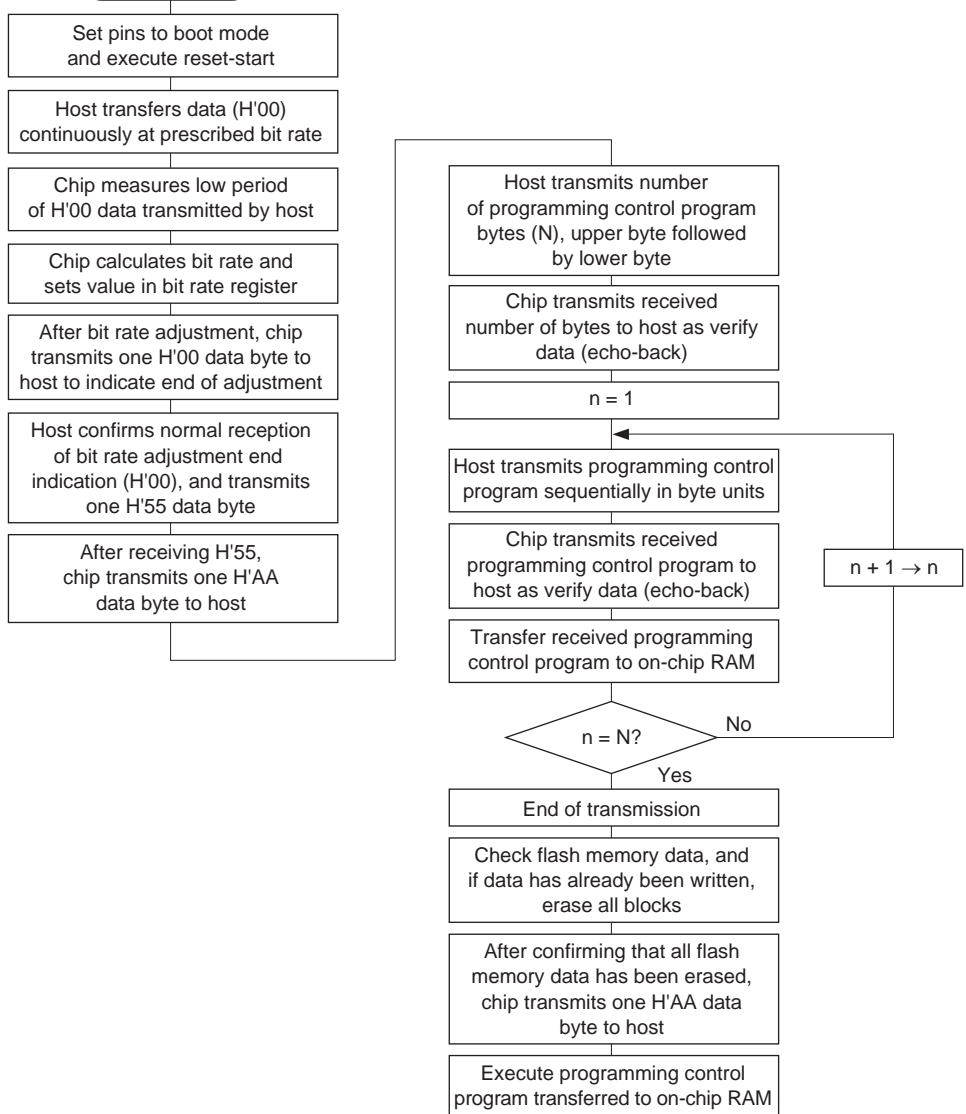 Set pins to boot mode
and execute reset-start
Host transfers data (H'00)
continuously at prescribed bit rate
Chip measures low period
of H'00 data transmitted by host
Chip calculates bit rate and
sets value in bit rate register
After bit rate adjustment, chip
transmits one H'00 data byte to
host to indicate end of adjustment
Host confirms normal reception
of bit rate adjustment end
indication (H'00), and transmits
one H'55 data byte
After receiving H'55,
chip transmits one H'AA
data byte to host
Host transmits number
of programming control program
bytes (N), upper byte followed
by lower byte
Chip transmits received
number of bytes to host as verify
data (echo-back)
n = 1
Host transmits programming control
program sequentially in byte units
Chip transmits received
programming control program to
host as verify data (echo-back)
n + 1 → n
Transfer received programming
control program to on-chip RAM
n = N?
No
Yes
End of transmission
Check flash memory data, and
if data has already been written,
erase all blocks
After confirming that all flash
memory data has been erased,
chip transmits one H'AA data
byte to host
Execute programming control
program transferred to on-chip RAM